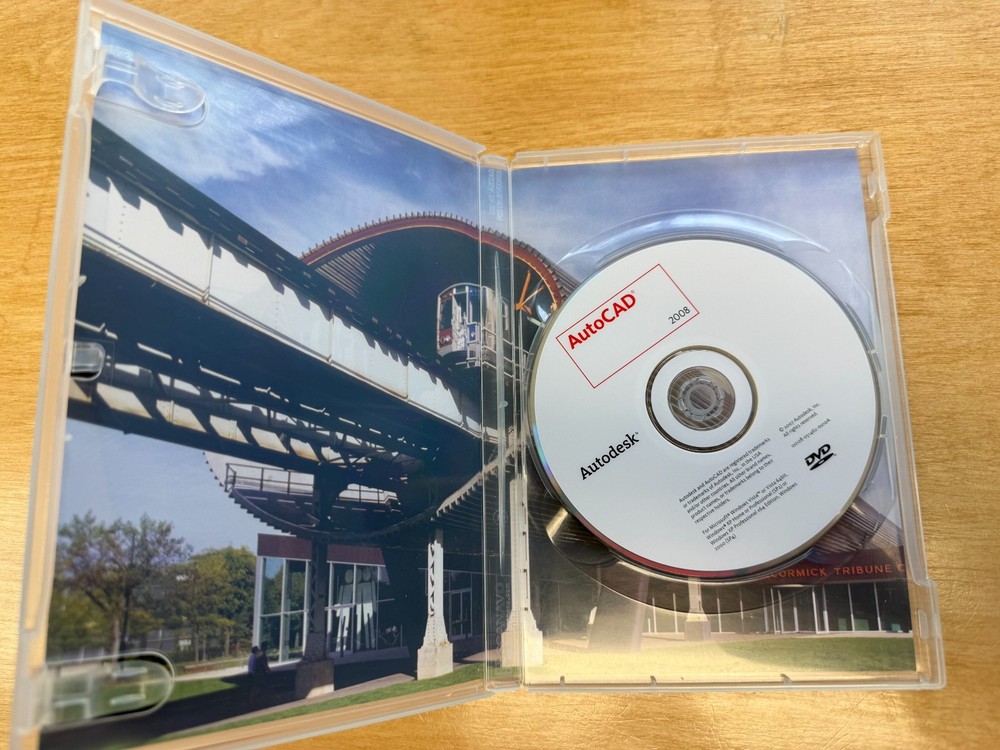 AutoCAD®
2008
Autodesk®
Autodesk and AutoCAD are registered trademarks
or trademarks of Autodesk, Inc., in the USA
and/or other countries. All other brand names,
product names, or trademarks belong to their
respective holders.
For Microsoft® Windows Vista™ or Vista 64bit,
Windows® XP Home or Professional (SP2) or
Windows XP Professional x64 Edition, Windows
2000 (SP4)
© 2007 Autodesk, Inc.
All rights reserved.
DVD
CORMICK TRIBUNE C